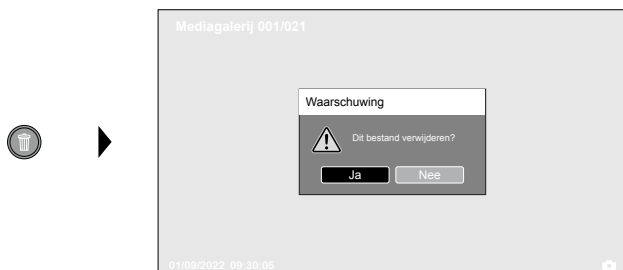 Mediagalerij 001/021
Waarschuwing
Dit bestand verwijderen?
Ja
Nee
01/09/2022 09:30:05